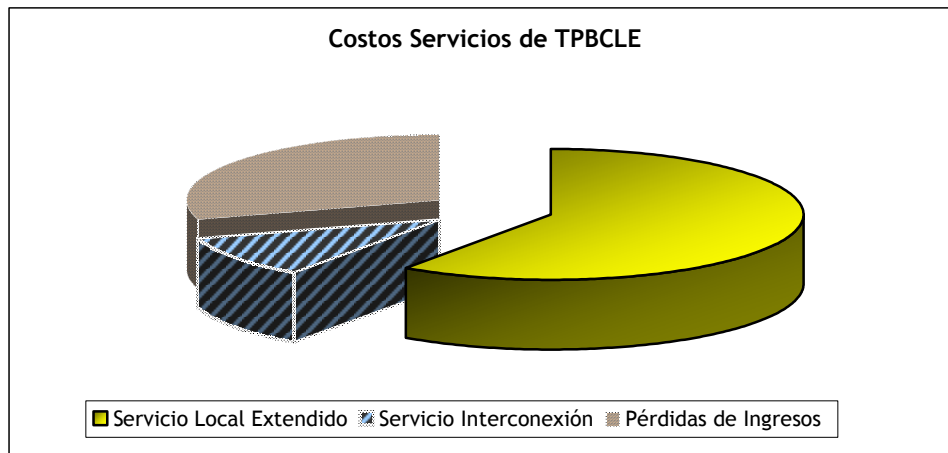 Costos Servicios de TPBCLE
Servicio Local Extendido Servicio Interconexión Pérdidas de Ingresos